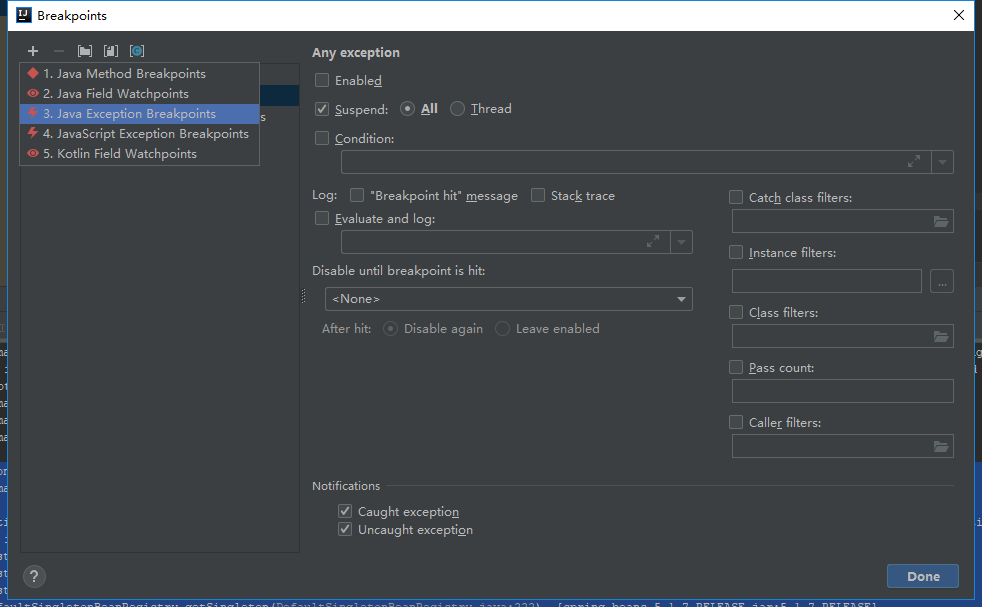 Breakpoints
Any exception
1. Java Method Breakpoints
2. Java Field Watchpoints
3. Java Exception Breakpoints
4. JavaScript Exception Breakpoints
5. Kotlin Field Watchpoints
s
Enabled
Suspend: All Thread
Condition:
Log: "Breakpoint hit" message Stack trace
Evaluate and log:
Disable until breakpoint is hit:
<None>
After hit: Disable again Leave enabled
Catch class filters:
Instance filters:
...
Class filters:
Pass count:
Caller filters:
Notifications
Caught exception
Uncaught exception
?
Done